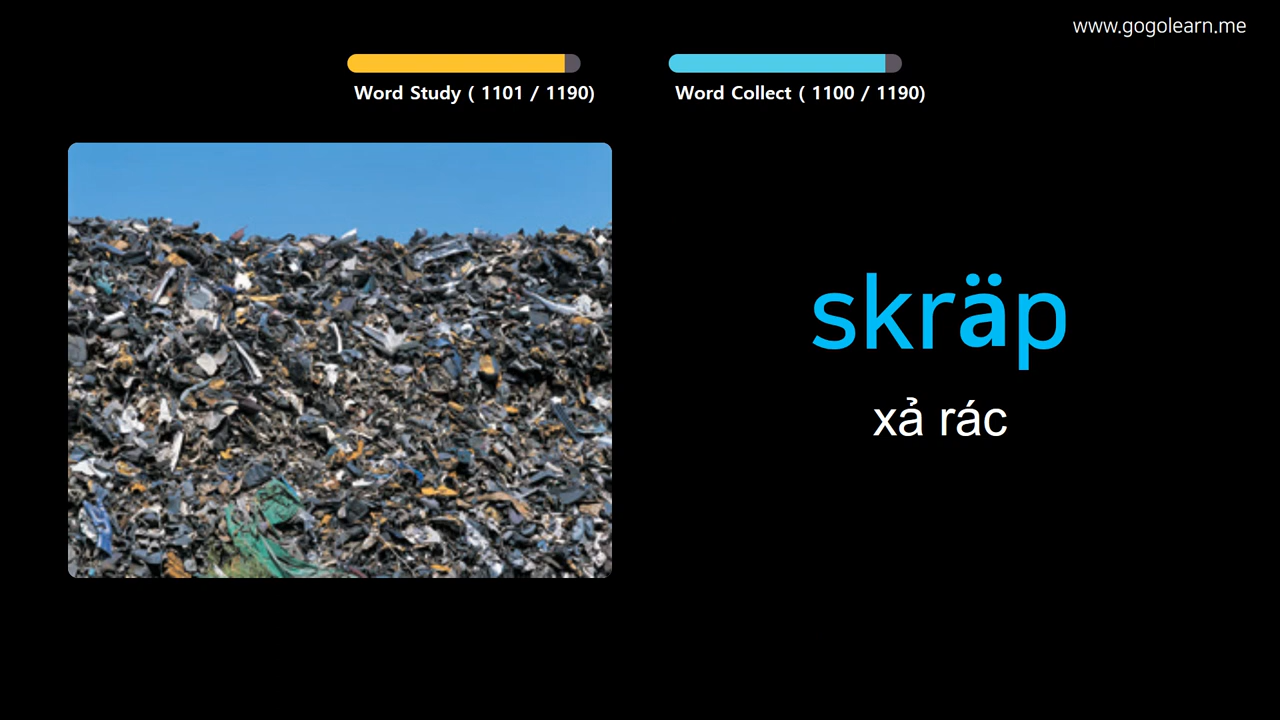 www.gogolearn.me
Word Study ( 1101 / 1190)
Word Collect ( 1100 / 1190)
skräp
xả rác